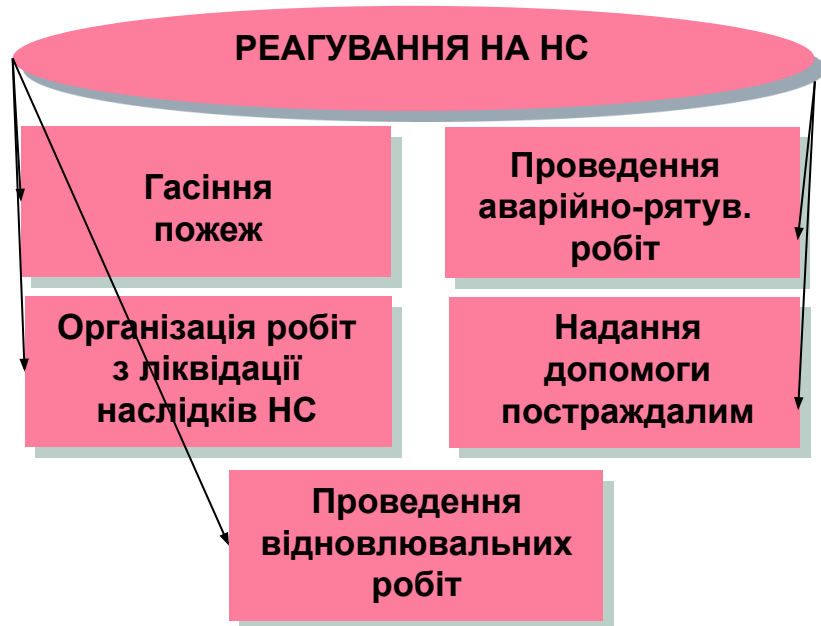 РЕАГУВАННЯ НА НС
Гасіння
пожеж
Проведення
аварійно-рятув.
робіт
Організація робіт
з ліквідації
наслідків НС
Надання
допомоги
постраждалим
Проведення
відновлювальних
робіт